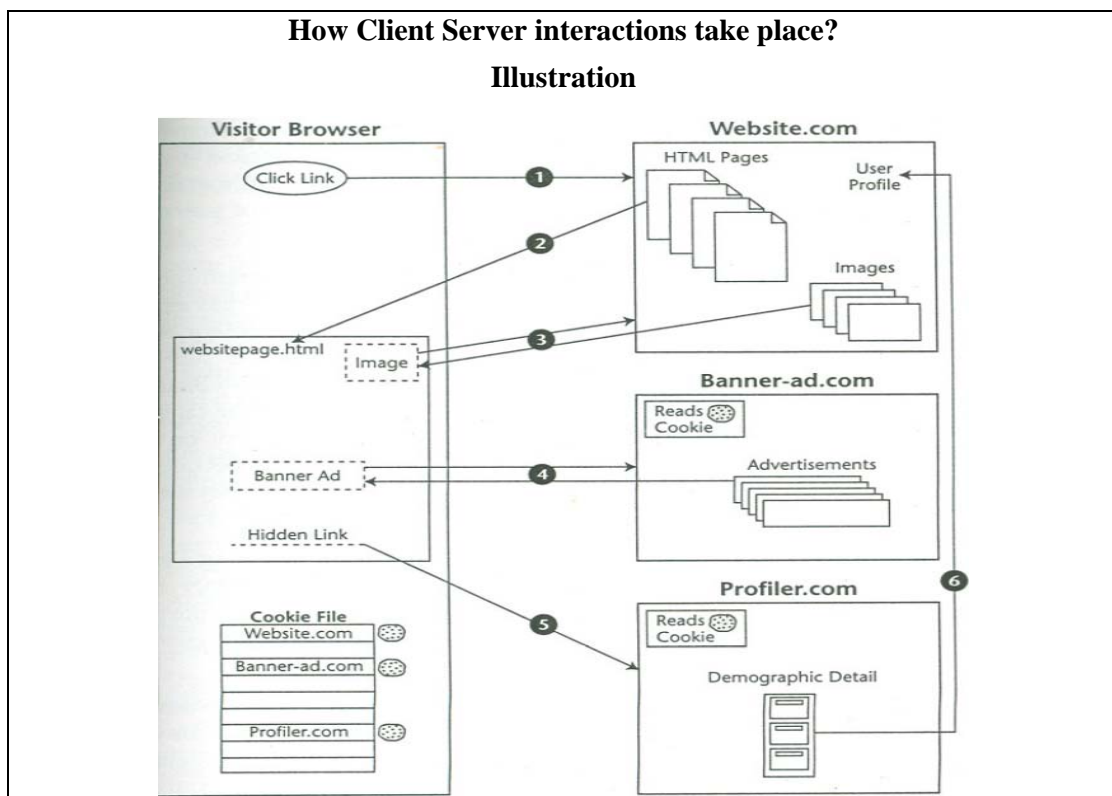 How Client Server interactions take place?
Illustration
Visitor Browser
Click Link
websitepage.html
Image
Banner Ad
Hidden Link
Cookie File
Website.com
Banner-ad.com
Profiler.com
1
2
3
4
5
6
Website.com
HTML Pages
User
Profile
Images
Banner-ad.com
Reads
Cookie
Advertisements
Profiler.com
Reads
Cookie
Demographic Detail